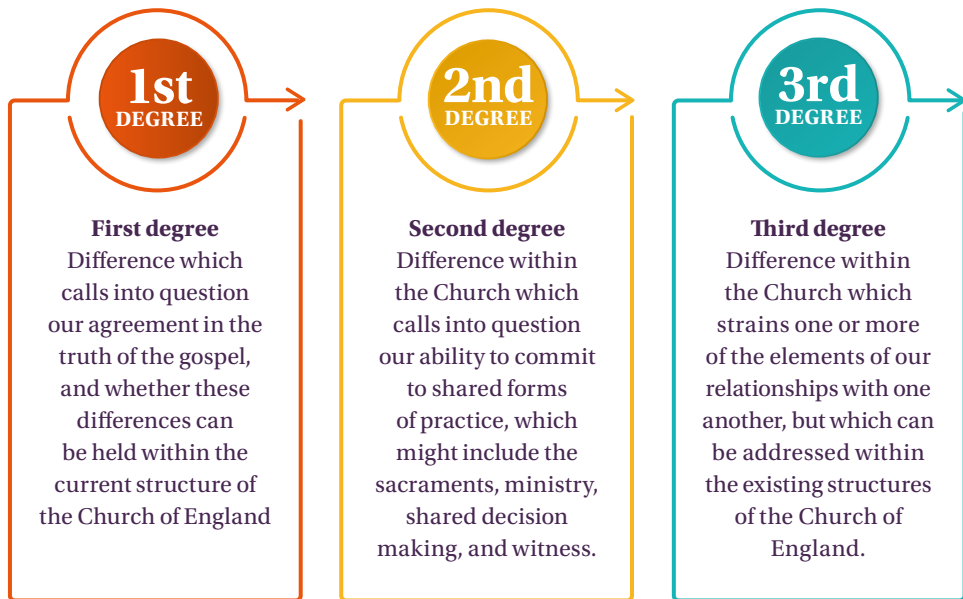 1st
DEGREE
First degree
Difference which
calls into question
our agreement in the
truth of the gospel,
and whether these
differences can
be held within the
current structure of
the Church of England
2nd
DEGREE
Second degree
Difference within
the Church which
calls into question
our ability to commit
to shared forms
of practice, which
might include the
sacraments, ministry,
shared decision
making, and witness.
3rd
DEGREE
Third degree
Difference within
the Church which
strains one or more
of the elements of our
relationships with one
another, but which can
be addressed within
the existing structures
of the Church of
England.